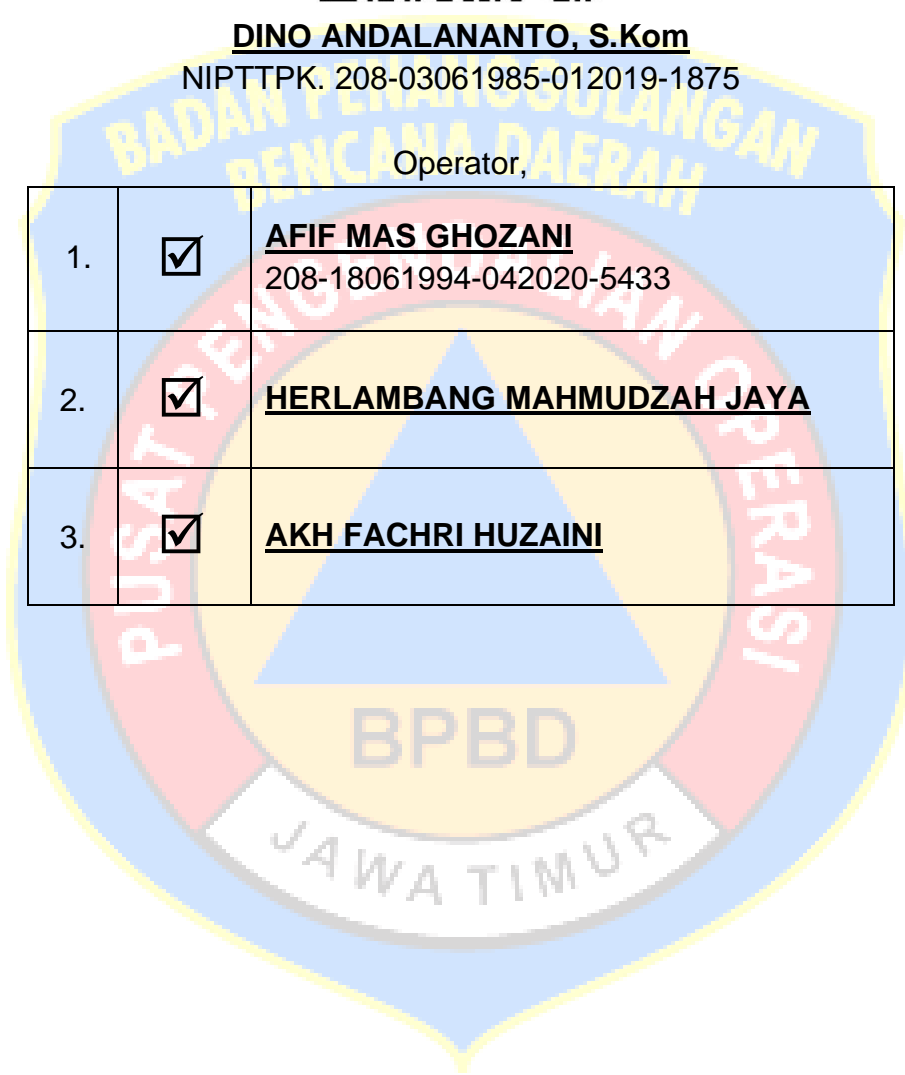 DINO ANDALANANTO, S.Kom
NIPTTPK. 208-03061985-012019-1875
BADAN PENANGGULANGAN
BENCANA DAERAH
Operator,
1. ☑ AFIF MAS GHOZANI
208-18061994-042020-5433
2. ☑ HERLAMBANG MAHMUDZAH JAYA
3. ☑ AKH FACHRI HUZAINI
PUSAT PENGENDALIAN OPERASI
BPBD
JAWA TIMUR